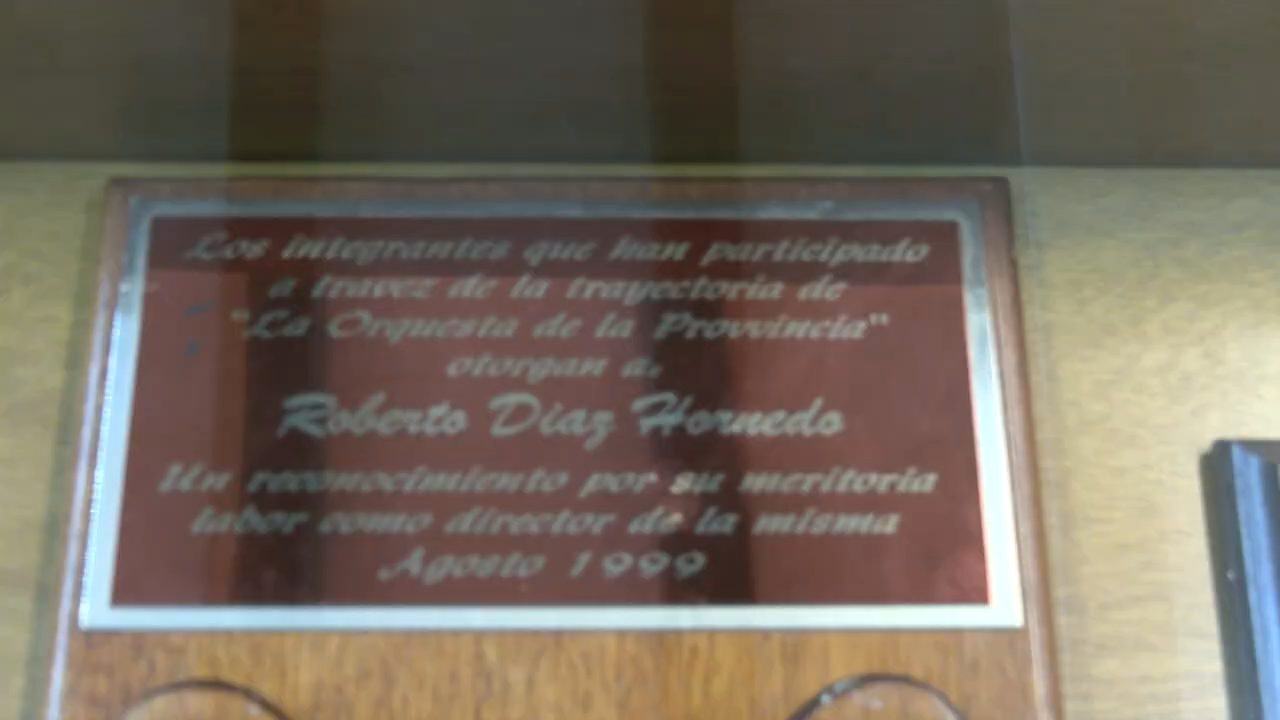 Los integrantes que han participado
a travez de la trayectoria de
"La Orquesta de la Provvincia"
otorgan a:
Roberto Diaz Hornedo
Un reconocimiento por su meritoria
labor como director de la misma
Agosto 1999